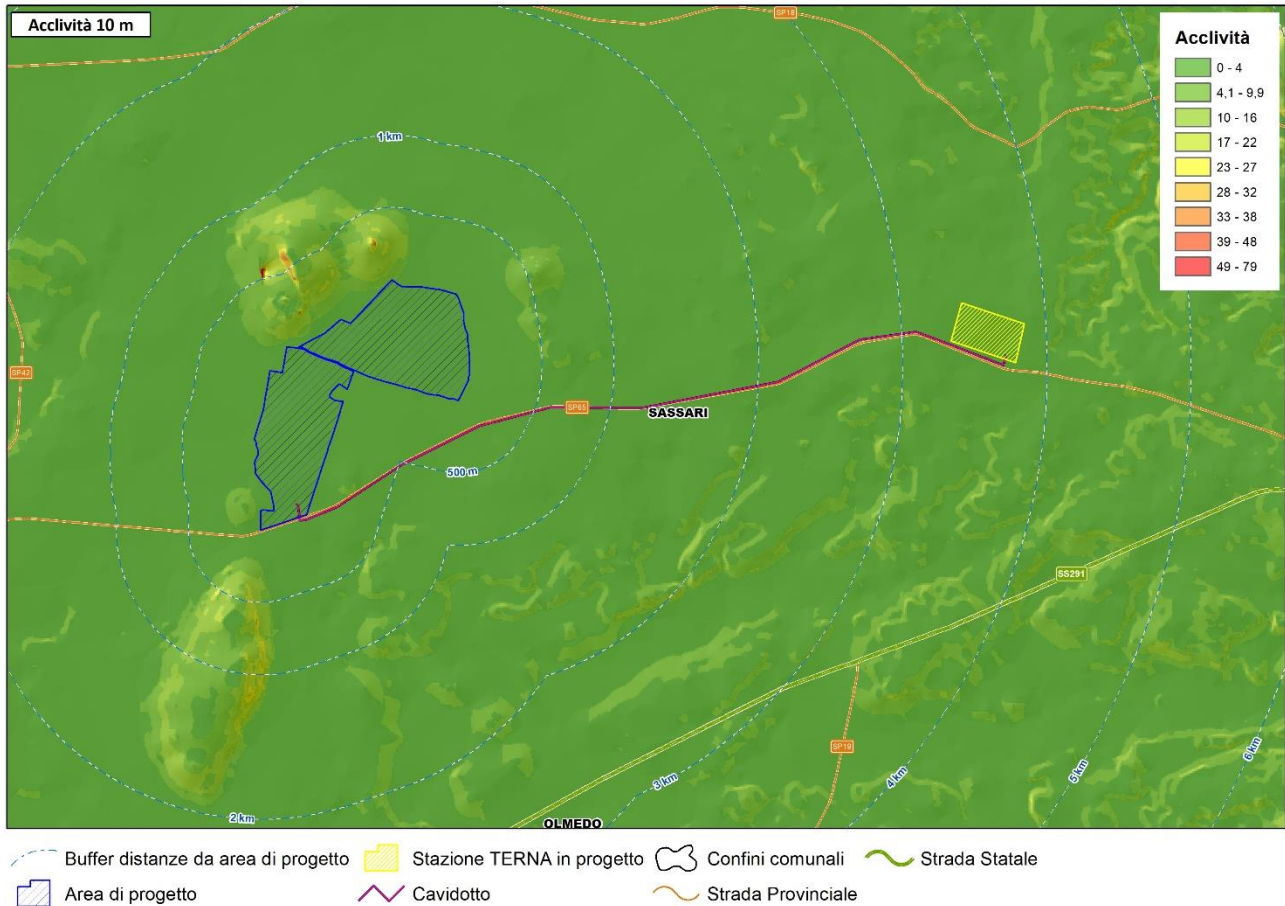 Acclività 10 m
SP18
Acclività
0 - 4
4,1 - 9,9
10 - 16
17 - 22
23 - 27
28 - 32
33 - 38
39 - 48
49 - 79
1 km
SP42
SP65
SASSARI
500 m
SS291
SP19
2 km
3 km
4 km
5 km
6 km
OLMEDO
Buffer distanze da area di progetto
Stazione TERNA in progetto
Confini comunali
Strada Statale
Area di progetto
Cavidotto
Strada Provinciale